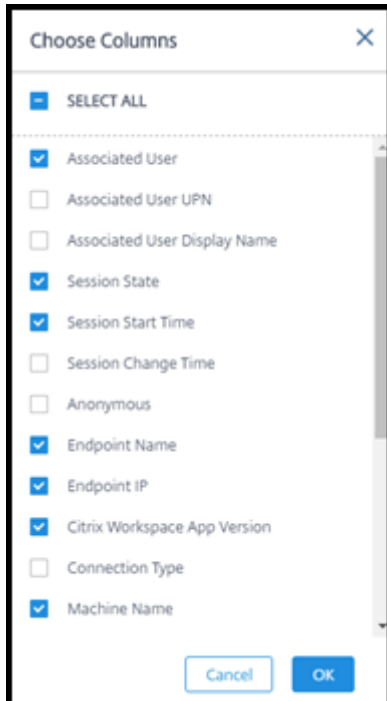 Choose Columns
SELECT ALL
Associated User
Associated User UPN
Associated User Display Name
Session State
Session Start Time
Session Change Time
Anonymous
Endpoint Name
Endpoint IP
Citrix Workspace App Version
Connection Type
Machine Name
Cancel OK